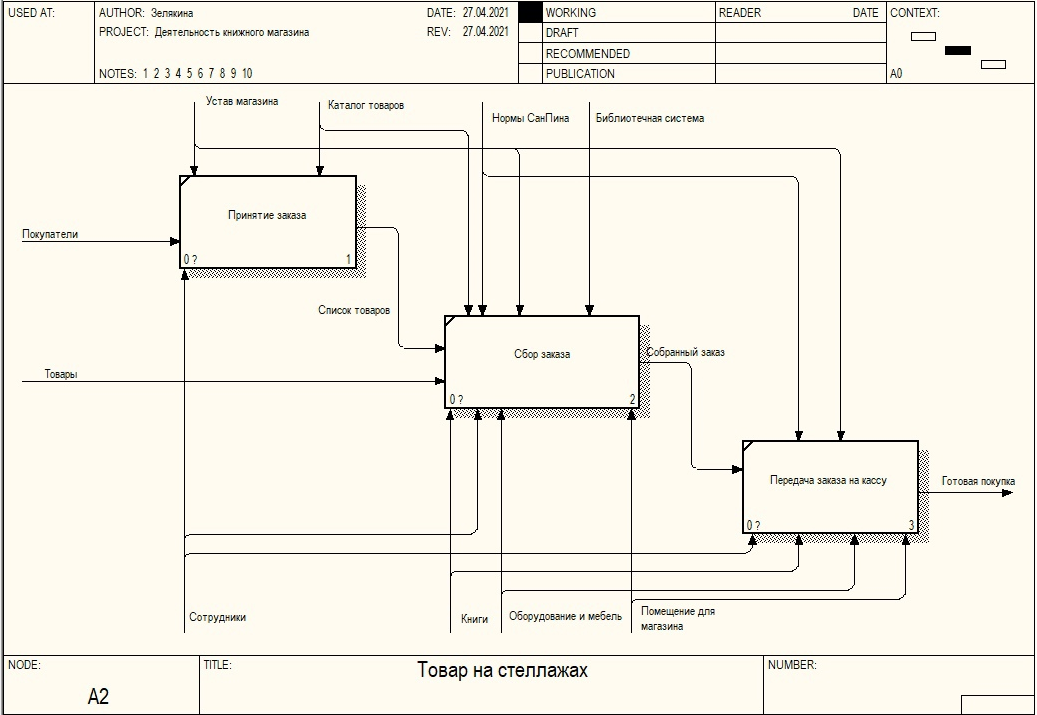 USED AT:
AUTHOR: Зелякина
DATE: 27.04.2021
PROJECT: Деятельность книжного магазина
REV: 27.04.2021
NOTES: 1 2 3 4 5 6 7 8 9 10
WORKING
DRAFT
RECOMMENDED
PUBLICATION
READER
DATE
CONTEXT:
A0
Устав магазина
Каталог товаров
Нормы СанПина
Библиотечная система
Принятие заказа
0 ?
1
Покупатели
Список товаров
Сбор заказа
0 ?
2
Товары
Собранный заказ
Передача заказа на кассу
0 ?
3
Готовая покупка
Сотрудники
Книги
Оборудование и мебель
Помещение для
магазина
NODE:
A2
TITLE:
Товар на стеллажах
NUMBER: